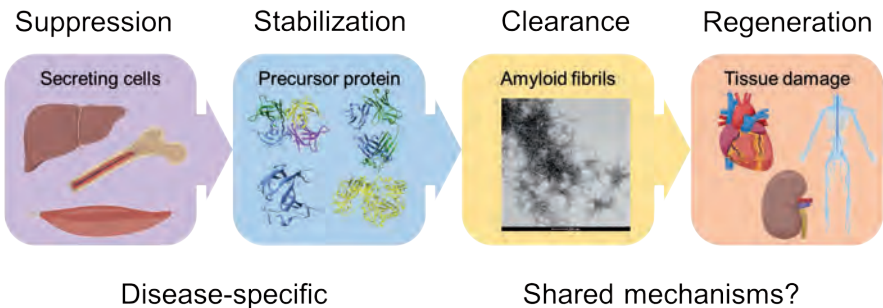 Suppression
Stabilization
Clearance
Regeneration
Secreting cells
Precursor protein
Amyloid fibrils
Tissue damage
Disease-specific
Shared mechanisms?